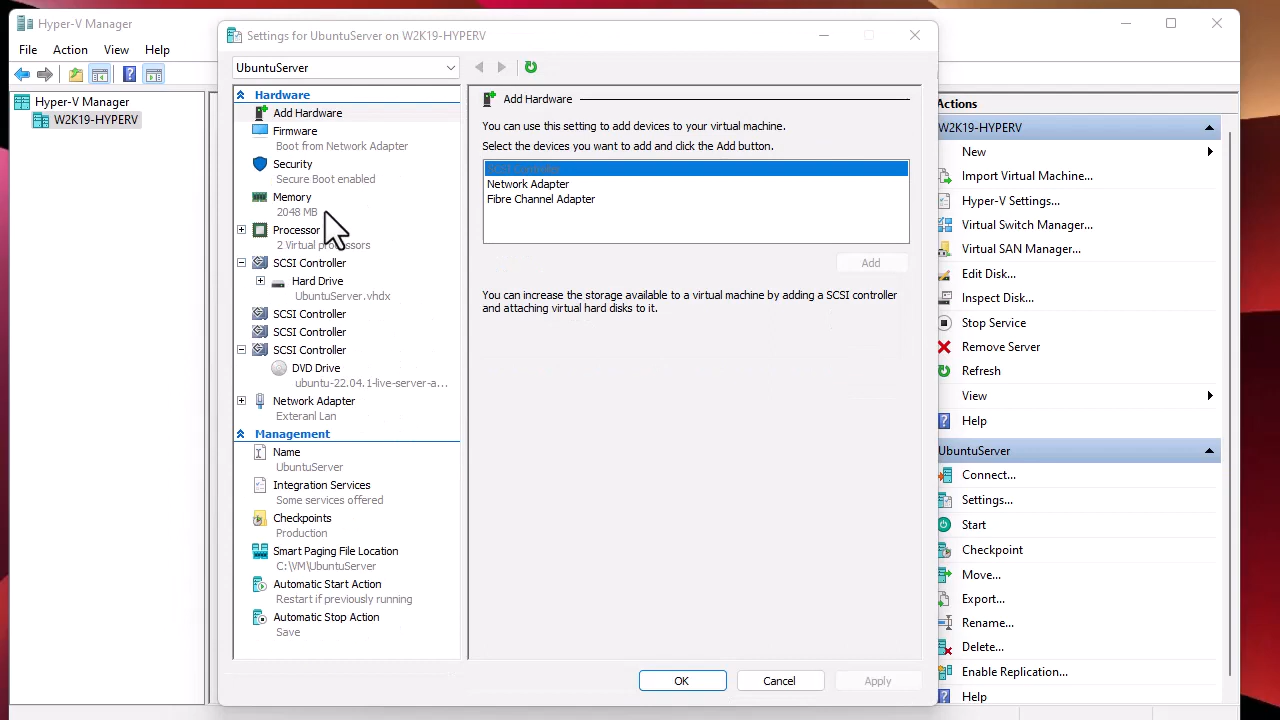 Hyper-V Manager
File Action View Help
Hyper-V Manager
W2K19-HYPERV
Settings for UbuntuServer on W2K19-HYPERV
UbuntuServer
Hardware
Add Hardware
Firmware
Boot from Network Adapter
Security
Secure Boot enabled
Memory
2048 MB
Processor
2 Virtual processors
SCSI Controller
Hard Drive
UbuntuServer.vhdx
SCSI Controller
SCSI Controller
SCSI Controller
DVD Drive
ubuntu-22.04.1-live-server-a...
Network Adapter
Exteranl Lan
Management
Name
UbuntuServer
Integration Services
Some services offered
Checkpoints
Production
Smart Paging File Location
C:\VM\UbuntuServer
Automatic Start Action
Restart if previously running
Automatic Stop Action
Save
Add Hardware
You can use this setting to add devices to your virtual machine.
Select the devices you want to add and click the Add button.
SCSI Controller
Network Adapter
Fibre Channel Adapter
Add
You can increase the storage available to a virtual machine by adding a SCSI controller
and attaching virtual hard disks to it.
OK Cancel Apply
Actions
W2K19-HYPERV
New
Import Virtual Machine...
Hyper-V Settings...
Virtual Switch Manager...
Virtual SAN Manager...
Edit Disk...
Inspect Disk...
Stop Service
Remove Server
Refresh
View
Help
UbuntuServer
Connect...
Settings...
Start
Checkpoint
Move...
Export...
Rename...
Delete...
Enable Replication...
Help